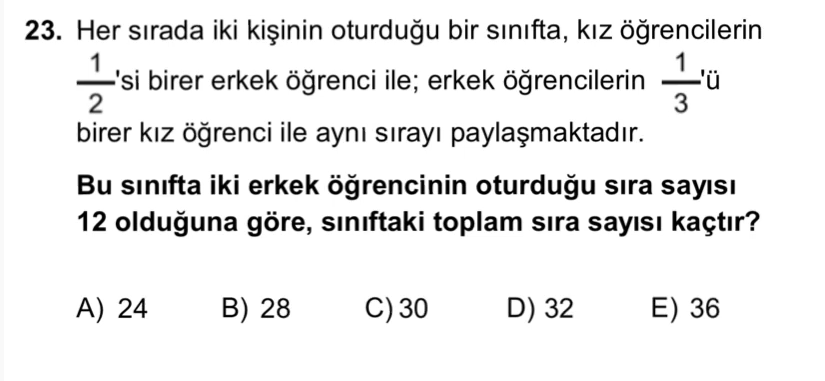 23. Her sırada iki kişinin oturduğu bir sınıfta, kız öğrencilerin
1/2'si birer erkek öğrenci ile; erkek öğrencilerin 1/3'ü
birer kız öğrenci ile aynı sırayı paylaşmaktadır.
Bu sınıfta iki erkek öğrencinin oturduğu sıra sayısı
12 olduğuna göre, sınıftaki toplam sıra sayısı kaçtır?
A) 24 B) 28 C) 30 D) 32 E) 36